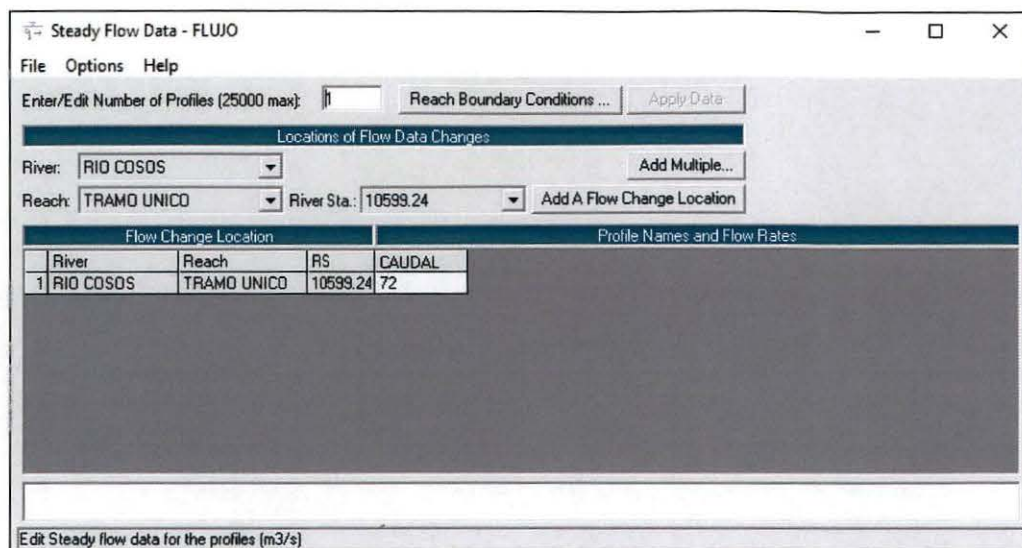 Steady Flow Data - FLUJO
File Options Help
Enter/Edit Number of Profiles (25000 max): 1 Reach Boundary Conditions ... Apply Data
Locations of Flow Data Changes
River: RIO COSOS Add Multiple...
Reach: TRAMO UNICO River Sta.: 10599.24 Add A Flow Change Location
Flow Change Location Profile Names and Flow Rates
River Reach RS CAUDAL
1 RIO COSOS TRAMO UNICO 10599.24 72
Edit Steady flow data for the profiles (m3/s)